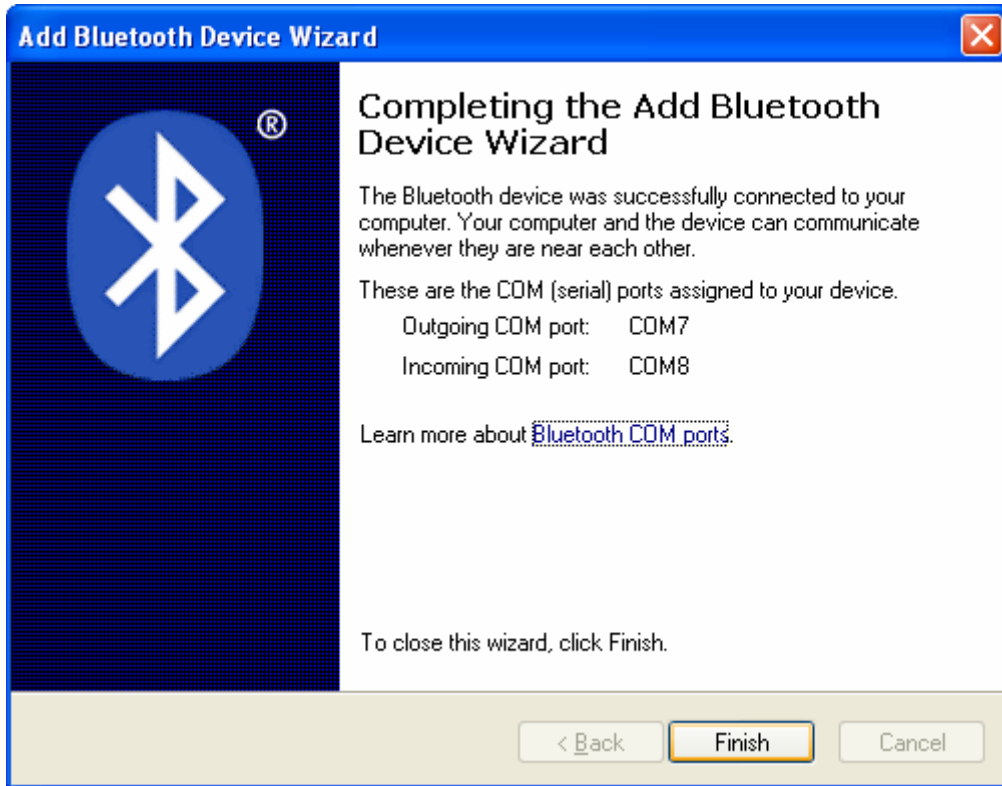 Add Bluetooth Device Wizard
®
Completing the Add Bluetooth
Device Wizard
The Bluetooth device was successfully connected to your
computer. Your computer and the device can communicate
whenever they are near each other.
These are the COM (serial) ports assigned to your device.
Outgoing COM port: COM7
Incoming COM port: COM8
Learn more about Bluetooth COM ports.
To close this wizard, click Finish.
< Back Finish Cancel